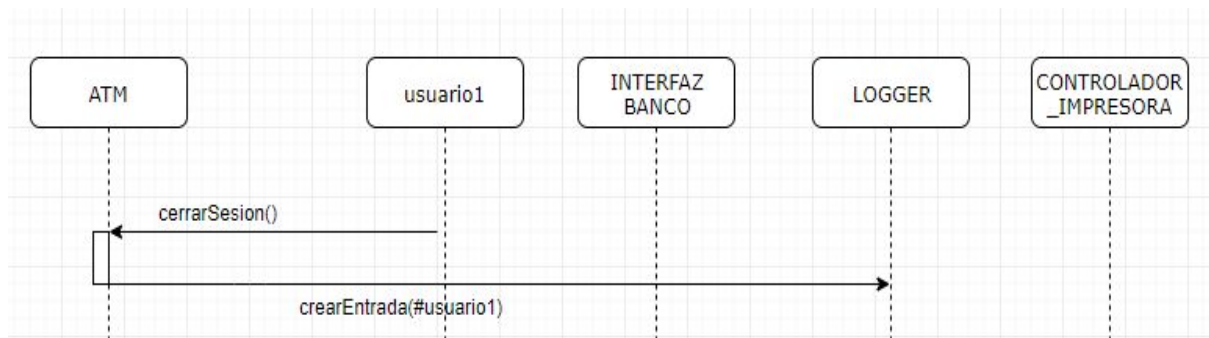 ATM
usuario1
INTERFAZ
BANCO
LOGGER
CONTROLADOR
_IMPRESORA
cerrarSesion()
crearEntrada(#usuario1)